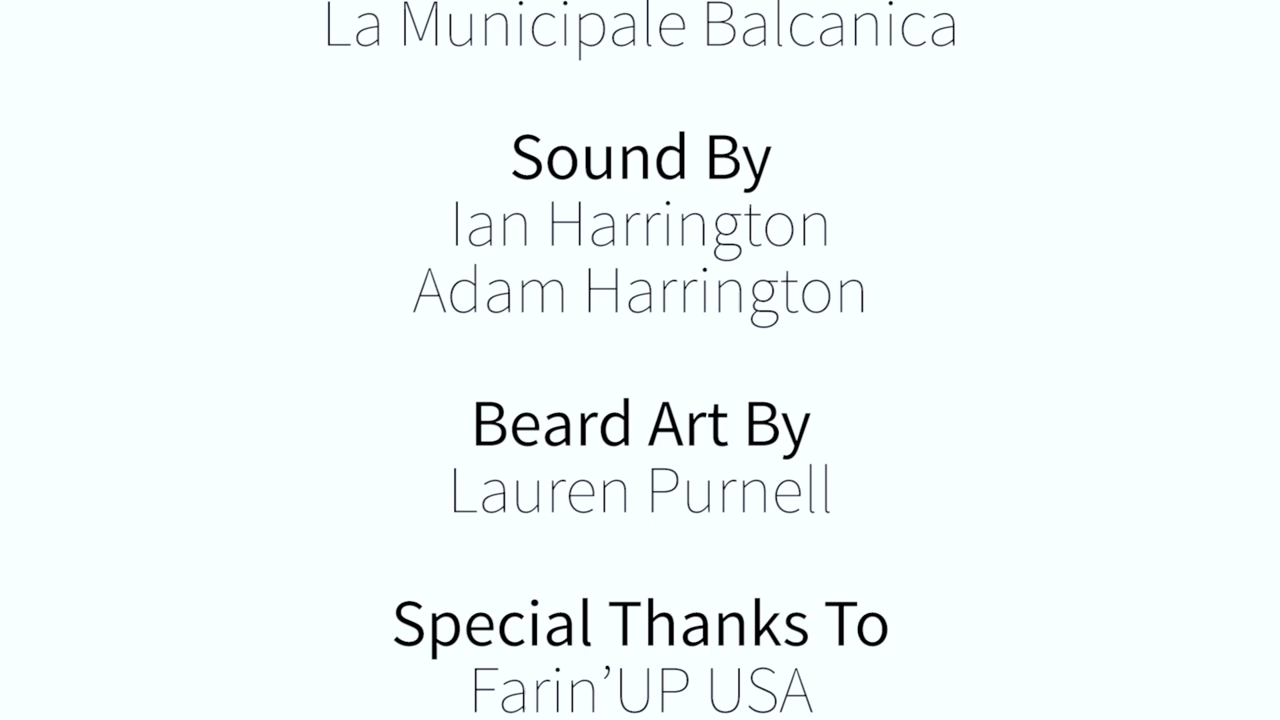 La Municipale Balcanica
Sound By
Ian Harrington
Adam Harrington
Beard Art By
Lauren Purnell
Special Thanks To
Farin’UP USA